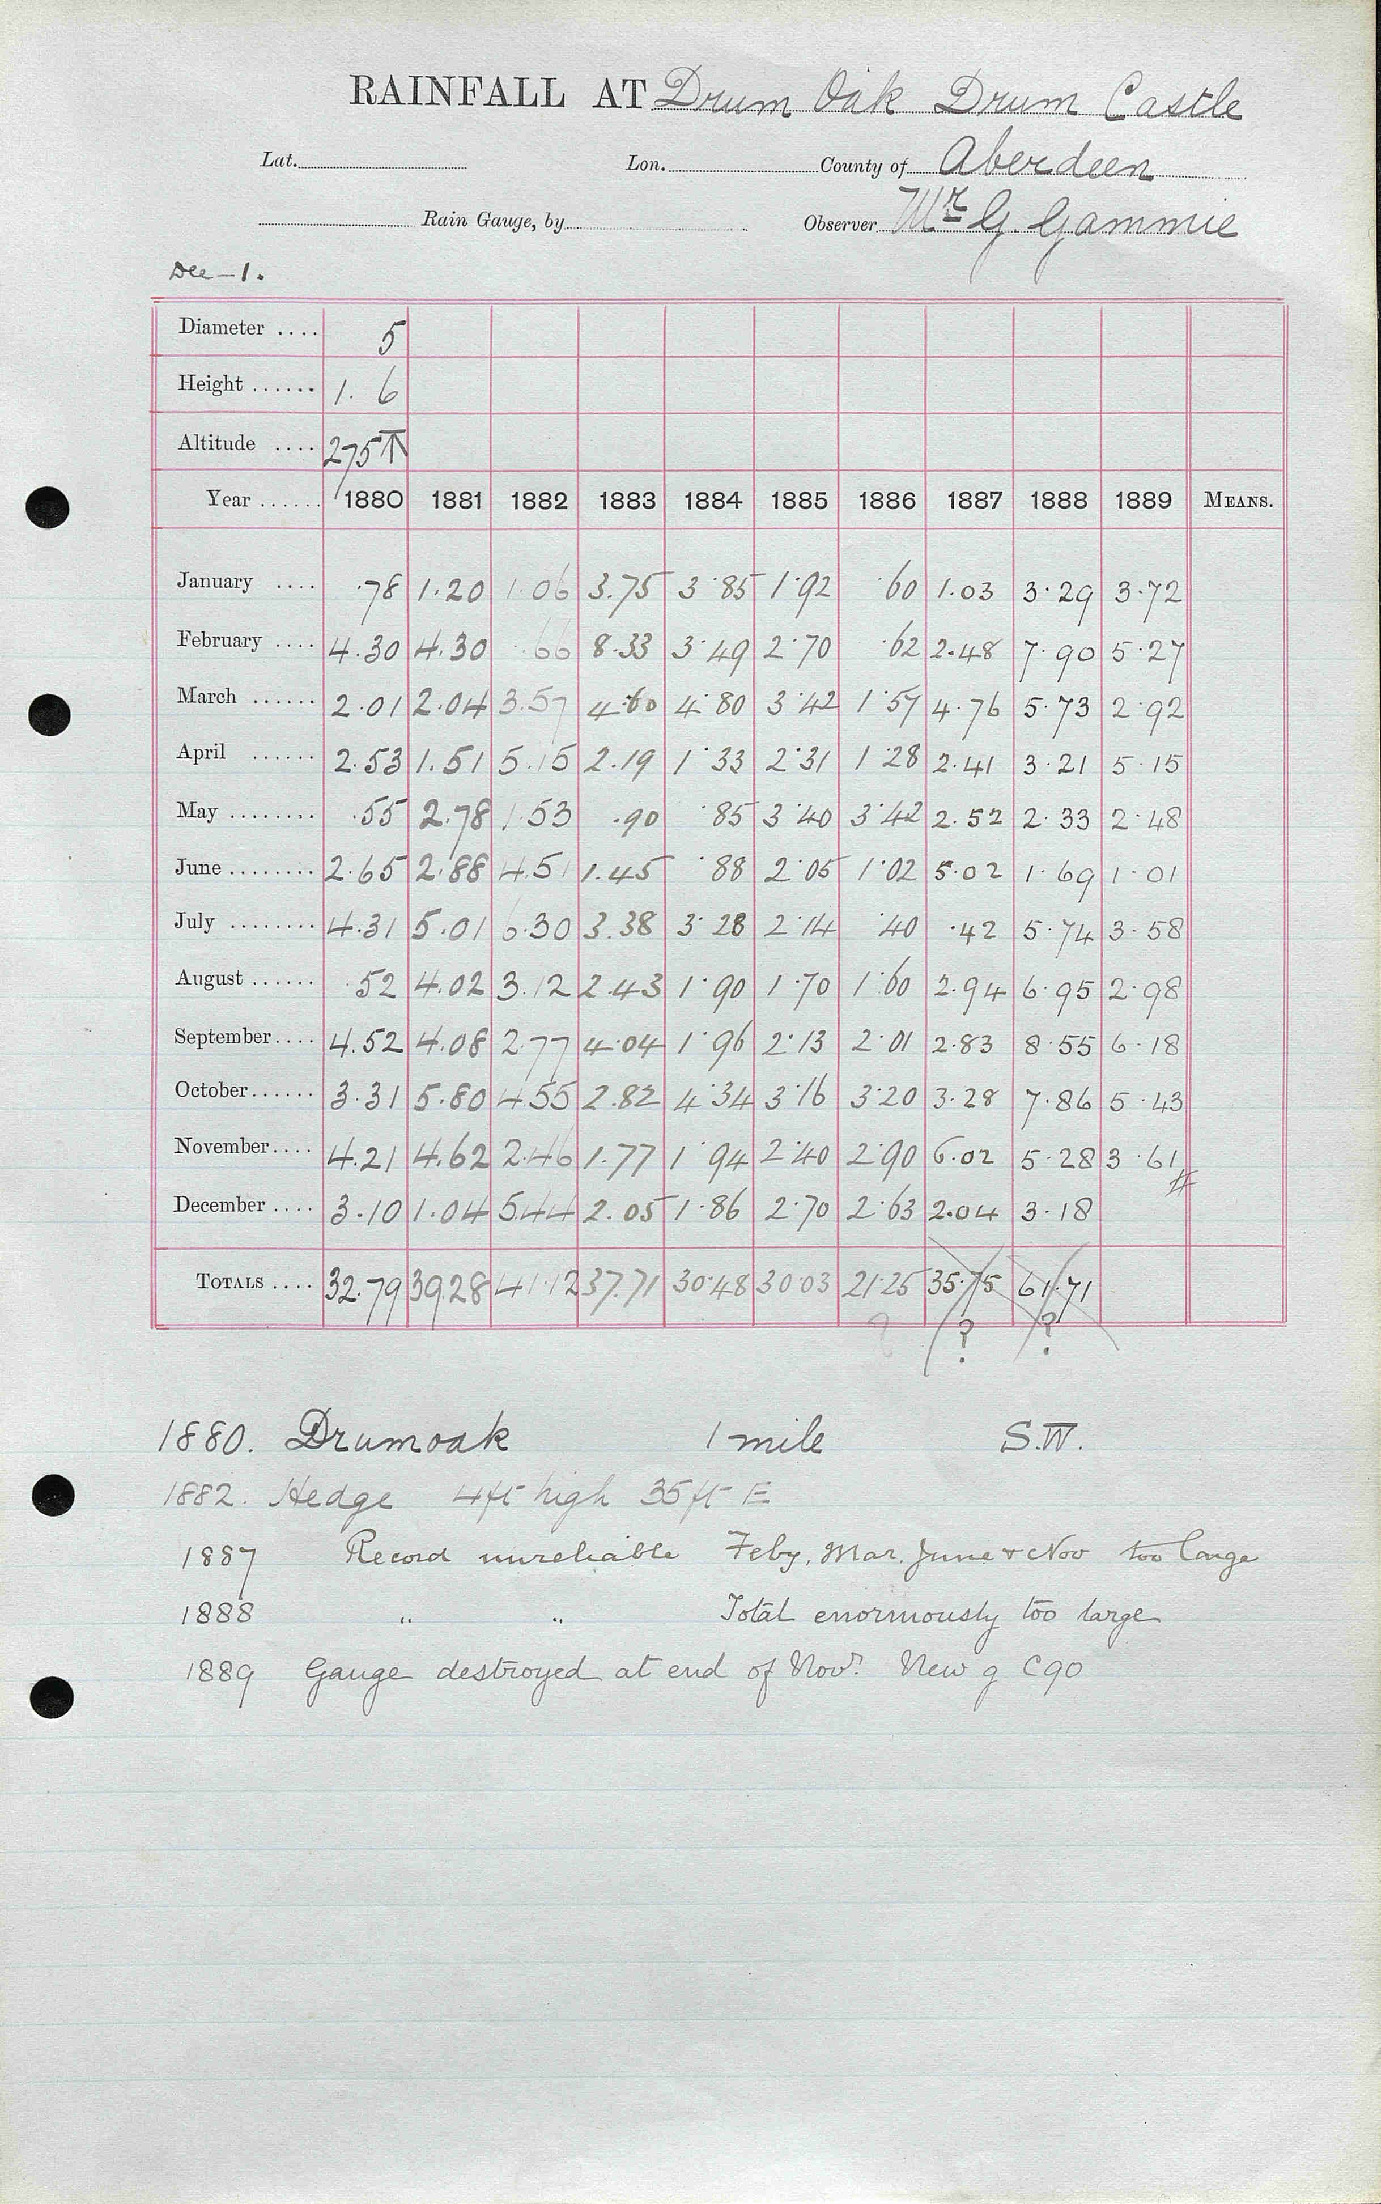 RAINFALL AT Drum Oak Drum Castle
Lat. Lon. County of Aberdeen
Rain Gauge, by Observer Mr G. Gammie
Dec—1.
Diameter .... 5
Height ...... 1. 6
Altitude .... 275 T
Year ...... 1880 1881 1882 1883 1884 1885 1886 1887 1888 1889 MEANS.
January .... .78 1.20 1.06 3.75 3.85 1.92 .60 1.03 3.29 3.72
February .... 4.30 4.30 .66 8.33 3.49 2.70 .62 2.48 7.90 5.27
March ...... 2.01 2.04 3.57 4.60 4.80 3.42 1.57 4.76 5.73 2.92
April ...... 2.53 1.51 5.15 2.19 1.33 2.31 1.28 2.41 3.21 5.15
May ........ .55 2.78 1.53 .90 .85 3.40 3.42 2.52 2.33 2.48
June ........ 2.65 2.88 4.51 1.45 .88 2.05 1.02 5.02 1.69 1.01
July ........ 4.31 5.01 6.30 3.38 3.28 2.14 .40 .42 5.74 3.58
August ...... .52 4.02 3.12 2.43 1.90 1.70 1.60 2.94 6.95 2.98
September .... 4.52 4.08 2.77 4.04 1.96 2.13 2.01 2.83 8.55 6.18
October ...... 3.31 5.80 4.55 2.82 4.34 3.16 3.20 3.28 7.86 5.43
November .... 4.21 4.62 2.46 1.77 1.94 2.40 2.90 6.02 5.28 3.61 #
December .... 3.10 1.04 5.44 2.05 1.86 2.70 2.63 2.04 3.18
TOTALS .... 32.79 39.28 41.12 37.71 30.48 30.03 21.25 35.75 61.71
? ? ?
1880. Drumoak 1 mile S.W.
1882. Hedge 4ft high 35ft E
1887 Record unreliable Feby, Mar. June & Nov too large
1888 " " Total enormously too large
1889 Gauge destroyed at end of Novr. New g C90